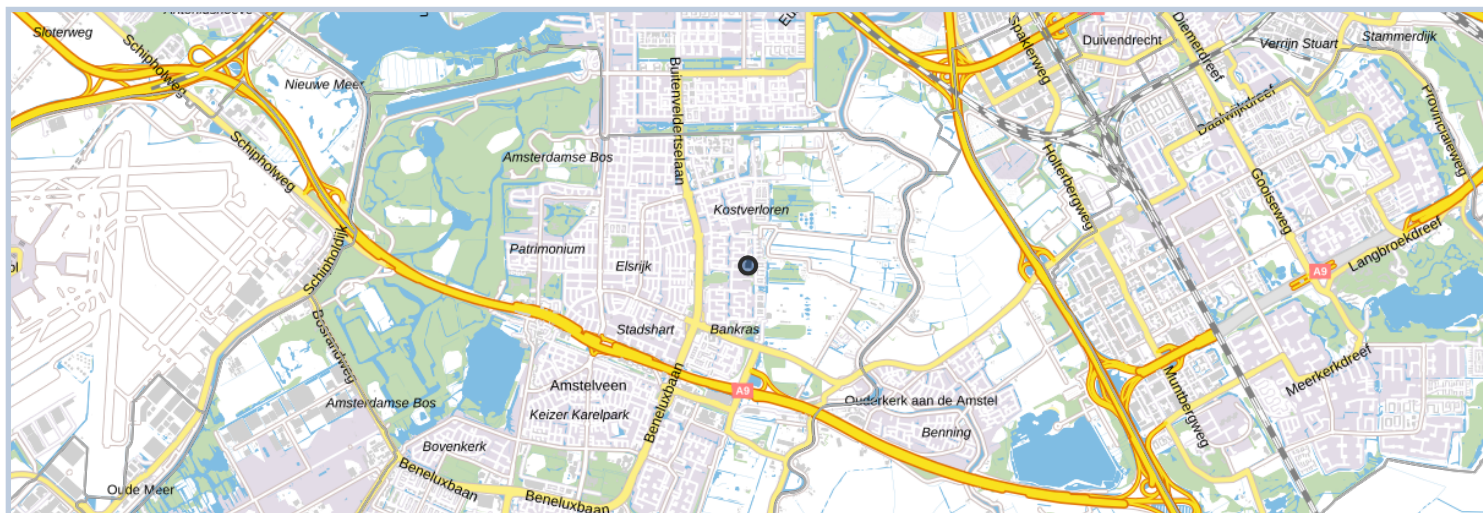 Sloterweg
Schipholweg
Nieuwe Meer
Schipholweg
Amsterdamse Bos
Buitenveldertselaan
Spaklerweg
Duivendrecht
Diemerdreef
Verrijn Stuart
Stammerdijk
Daalwijkdreef
Provincialeweg
Holterbergweg
Gooseweg
Kostverloren
Patrimonium
Elsrijk
Schipholdijk
Langbroekdreef
A9
Bosrandweg
Stadshart
Bankras
Amstelveen
A9
Ouderkerk aan de Amstel
Meerkerkdreef
Muntbergweg
Amsterdamse Bos
Keizer Karelpark
Beneluxbaan
Benning
Bovenkerk
Beneluxbaan
Beneluxbaan
Oude Meer